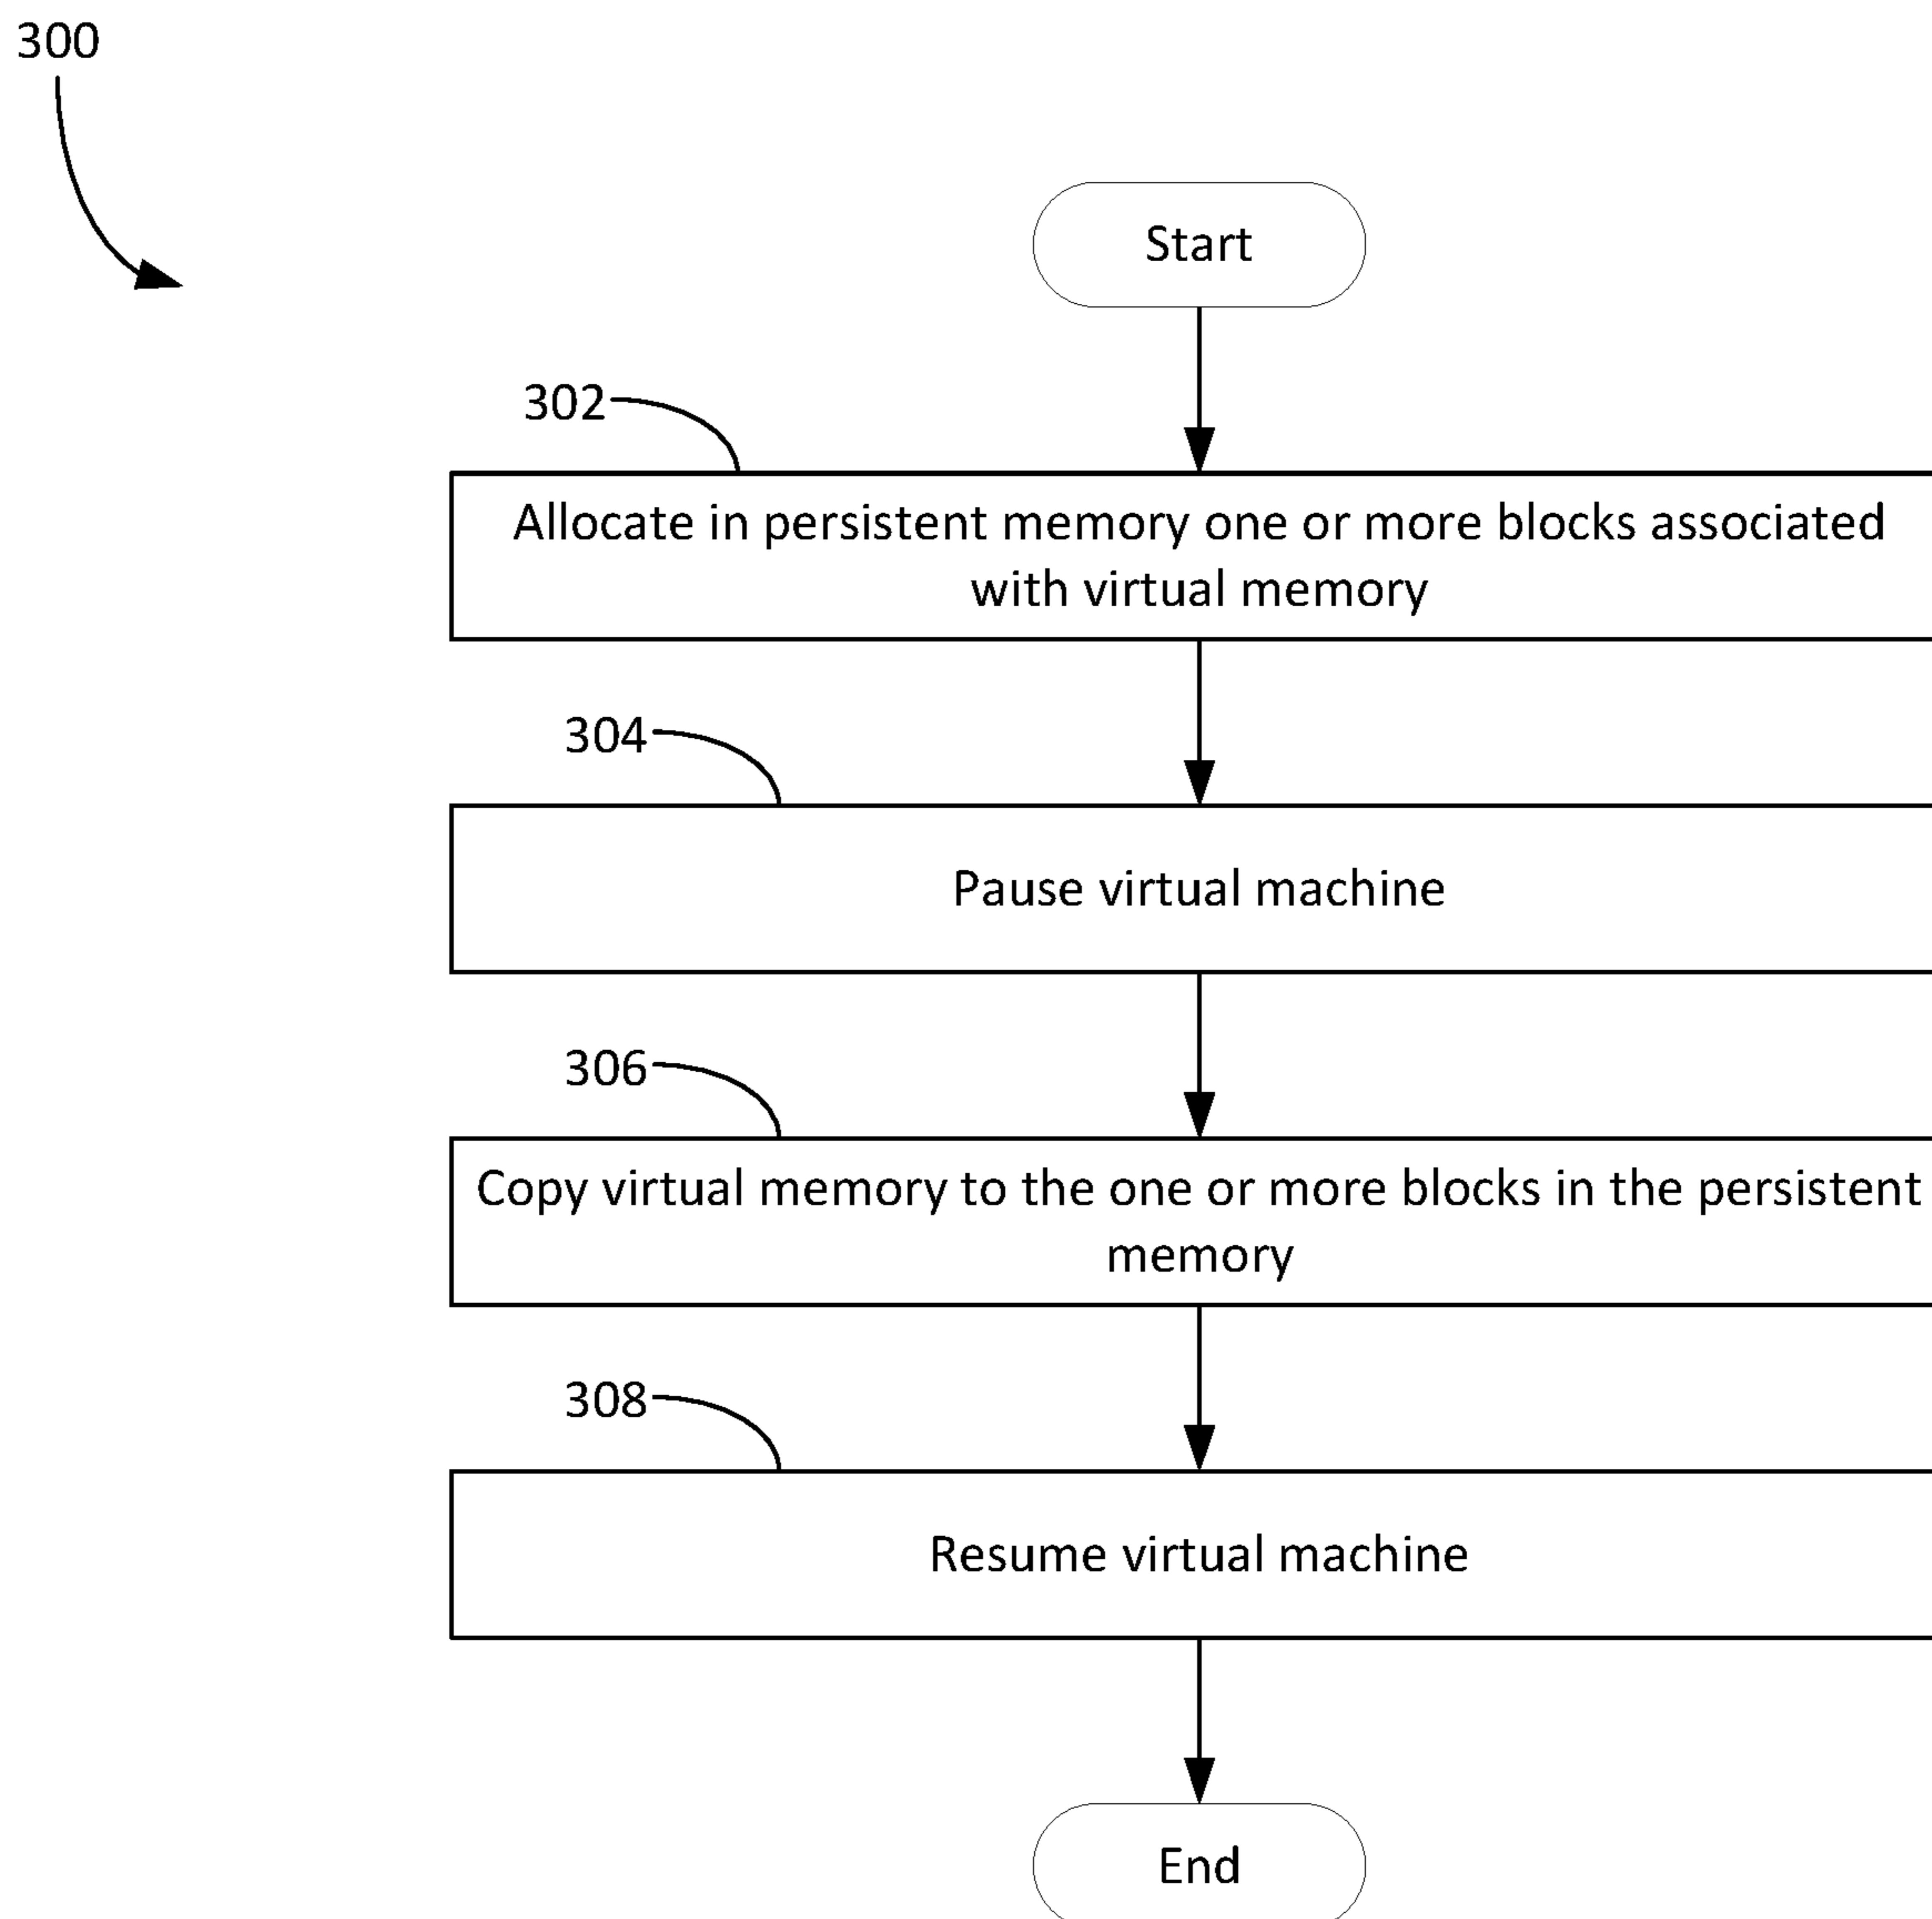 300
Start
302
Allocate in persistent memory one or more blocks associated
with virtual memory
304
Pause virtual machine
306
Copy virtual memory to the one or more blocks in the persistent
memory
308
Resume virtual machine
End